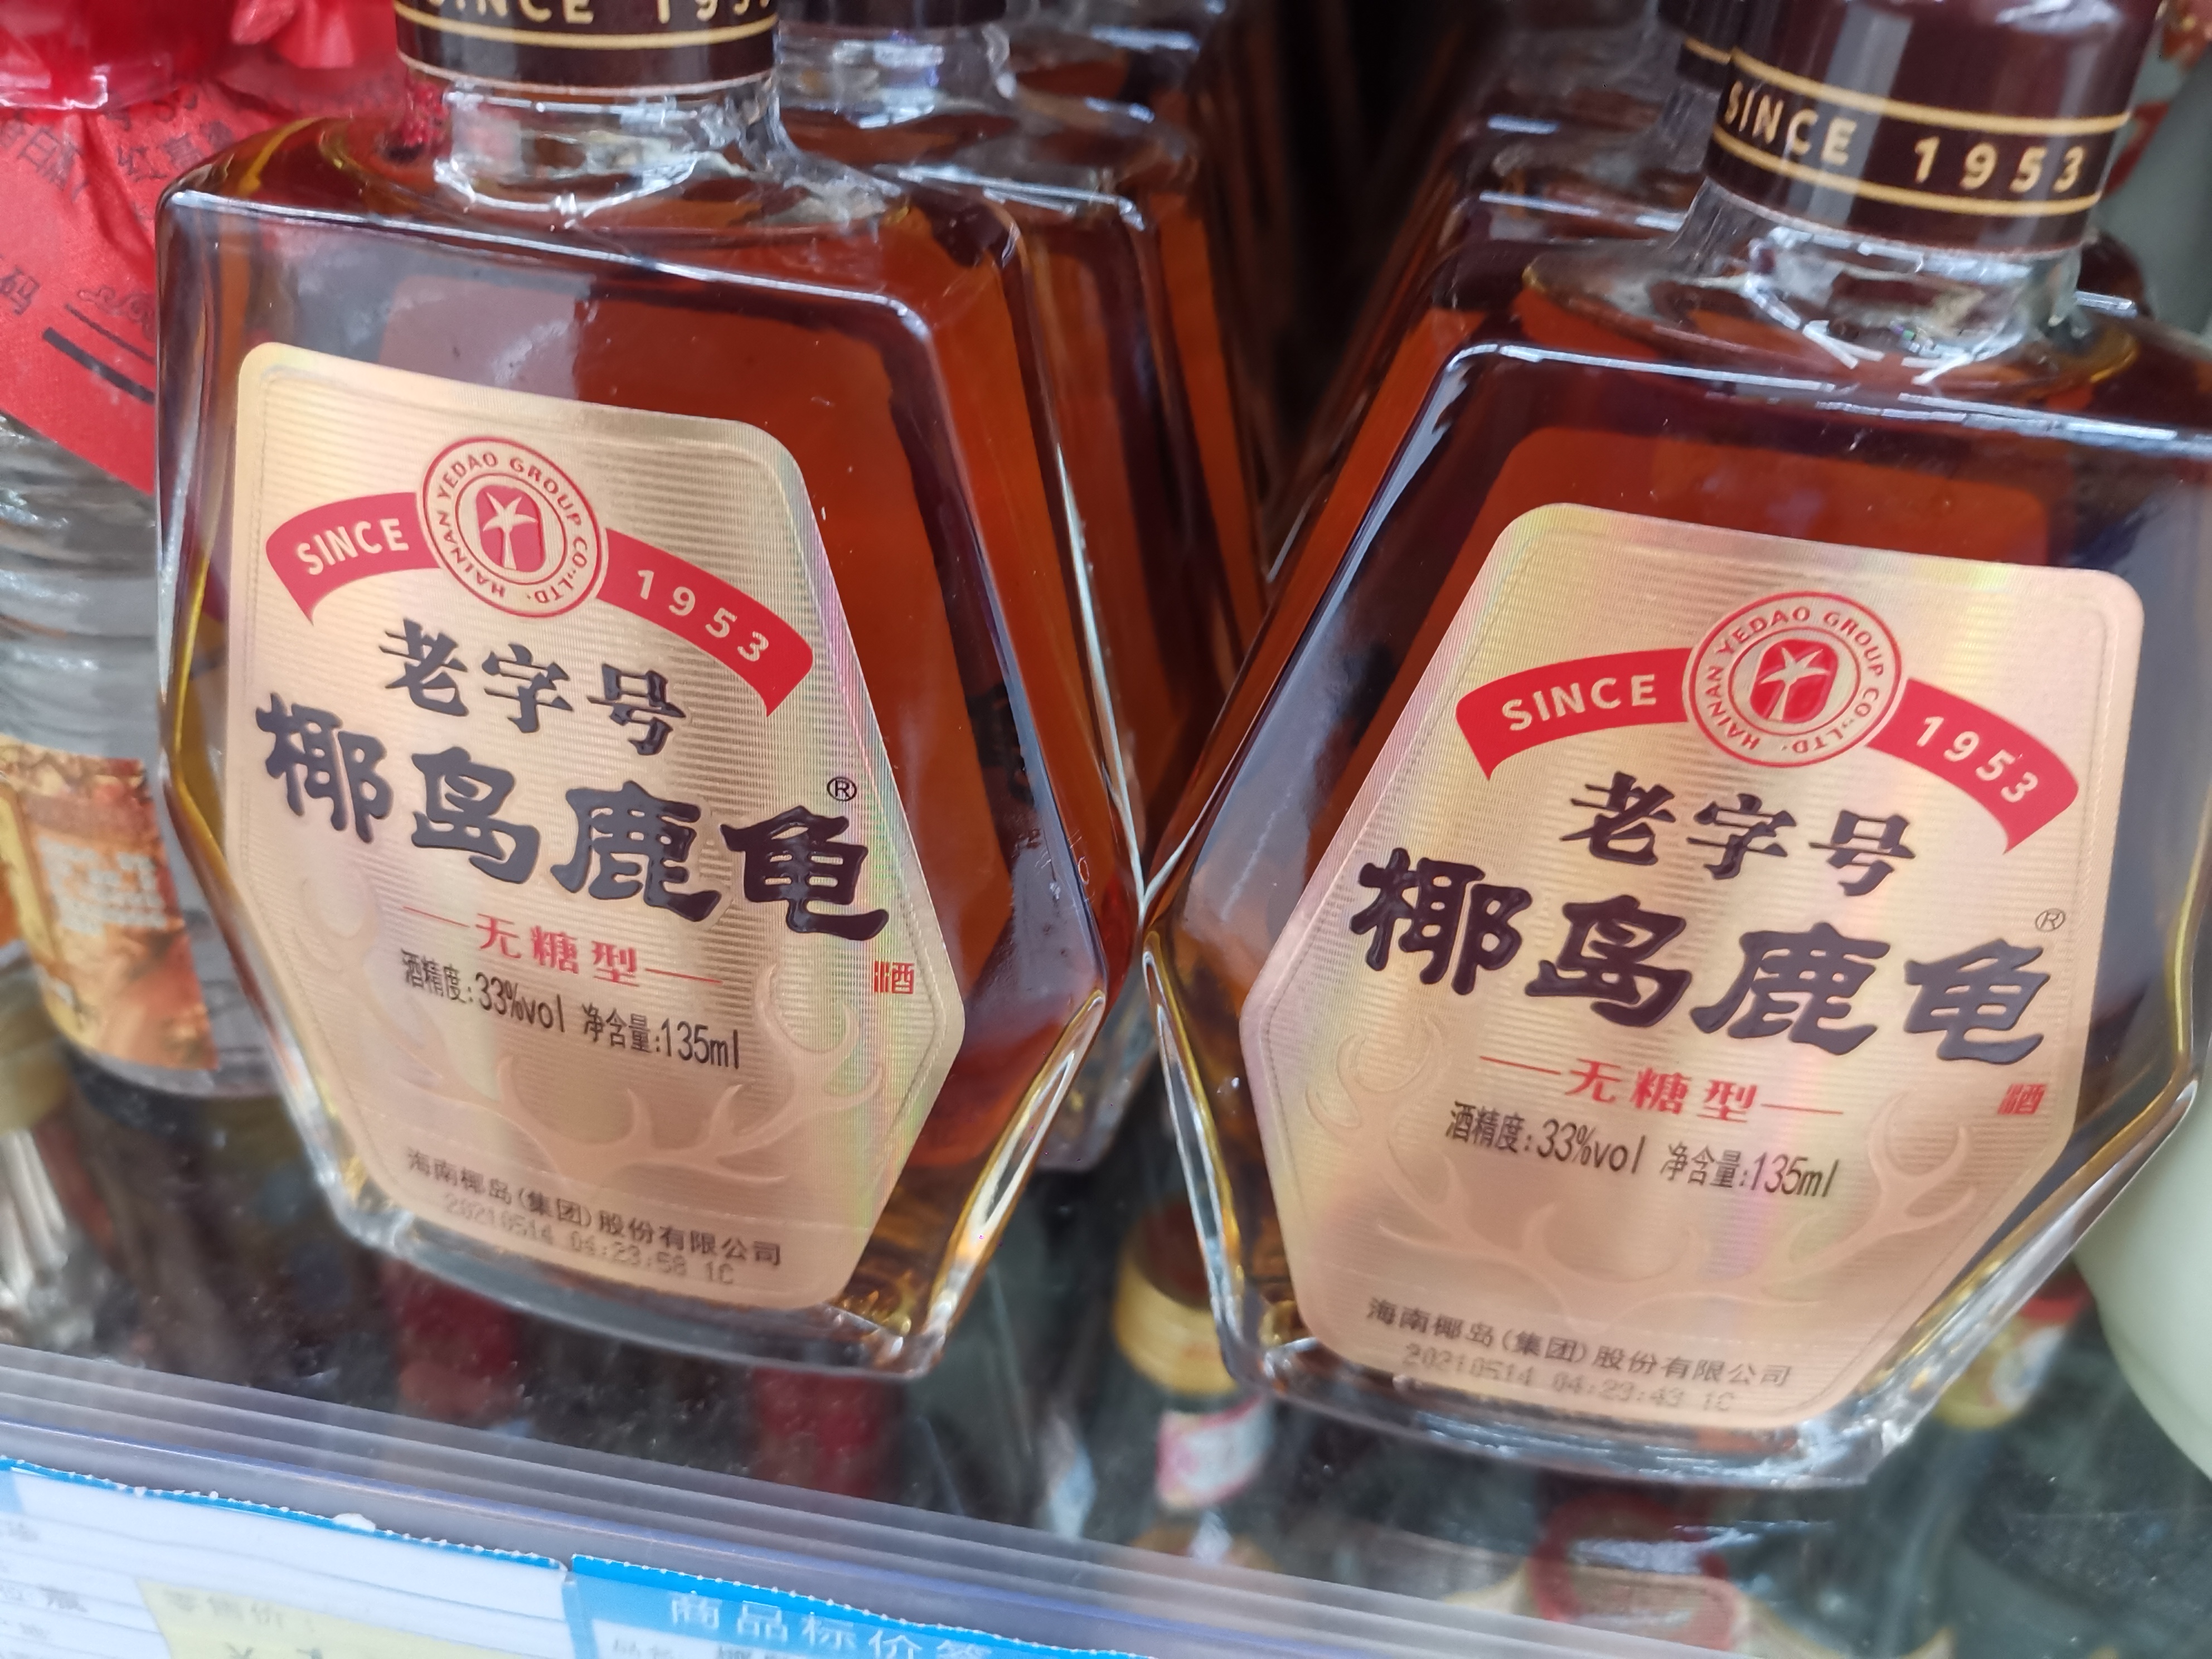 SINCE 195
SINCE 1953
码
HAINAN YEDAO GROUP CO.,LTD.
SINCE 1953
老字号
椰岛鹿龟®
酒
无糖型
酒精度:33%vol 净含量:135ml
海南椰岛(集团)股份有限公司
20210514 04:23:58 1C
HAINAN YEDAO GROUP CO.,LTD.
SINCE 1953
老字号
椰岛鹿龟®
酒
无糖型
酒精度:33%vol 净含量:135ml
海南椰岛(集团)股份有限公司
20210514 04:23:43 1C
零售价:
商品标价签